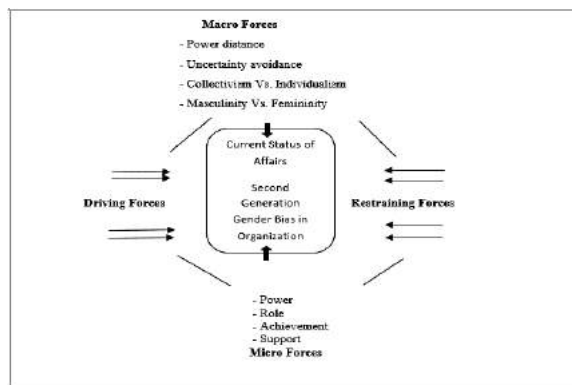 Macro Forces
- Power distance
- Uncertainty avoidance
- Collectivism Vs. Individualism
- Masculinity Vs. Femininity
Current Status of
Affairs
Second
Generation
Gender Bias in
Organization
Driving Forces
Restraining Forces
- Power
- Role
- Achievement
- Support
Micro Forces